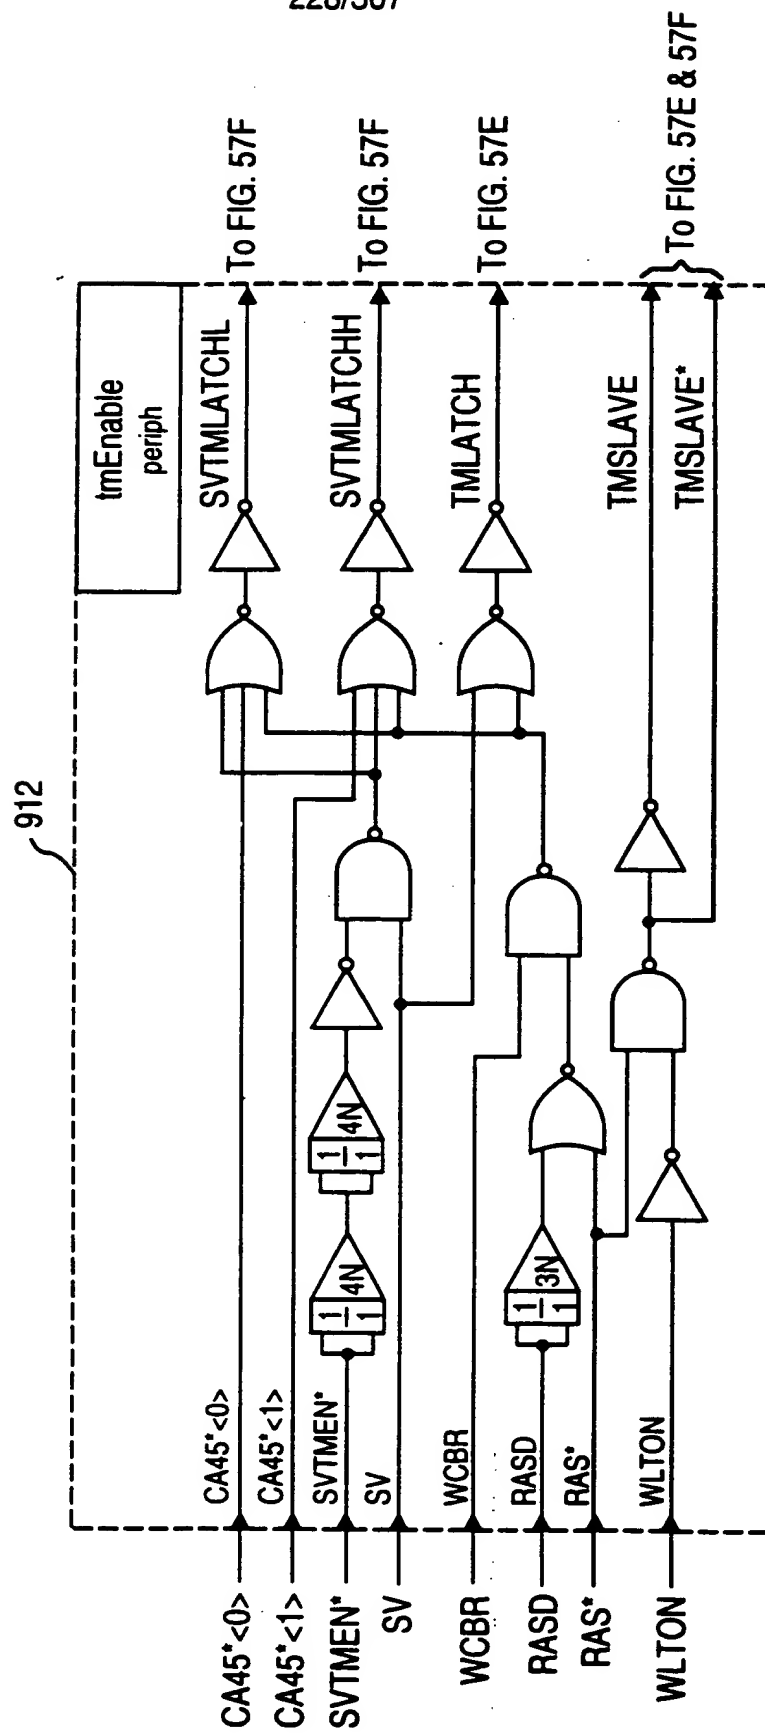 228/307
912
tmEnable
periph
CA45*<0>
CA45*<0>
SVTMLATCHL
To FIG. 57F
CA45*<1>
CA45*<1>
SVTMLATCHH
To FIG. 57F
SVTMEN*
SVTMEN*
1
1
4N
1
1
4N
SV
SV
TMLATCH
To FIG. 57E
WCBR
WCBR
RASD
RASD
1
1
3N
RAS*
RAS*
TMSLAVE
TMSLAVE*
To FIG. 57E & 57F
WLTON
WLTON